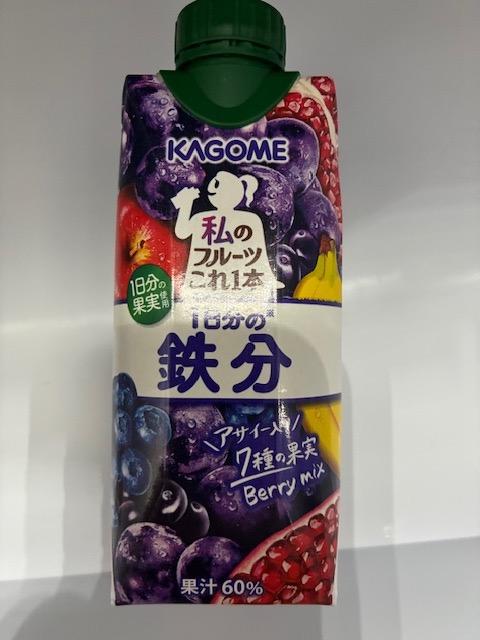 KAGOME
私の
フルーツ
これ1本
1日分の
果実使用
1日分の※
鉄分
\アサイー入り/
7種の果実
Berry mix
果汁60%